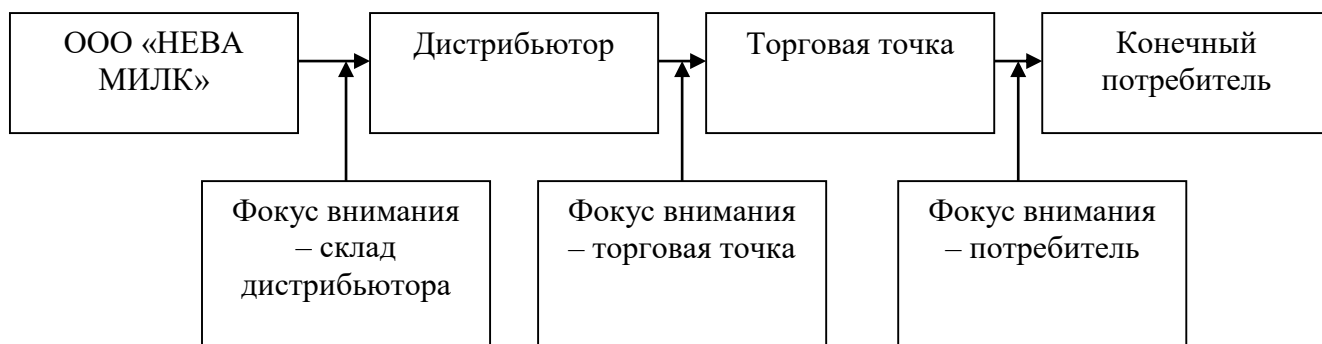 ООО «НЕВА
МИЛК»
Дистрибьютор
Торговая точка
Конечный
потребитель
Фокус внимания
– склад
дистрибьютора
Фокус внимания
– торговая точка
Фокус внимания
– потребитель